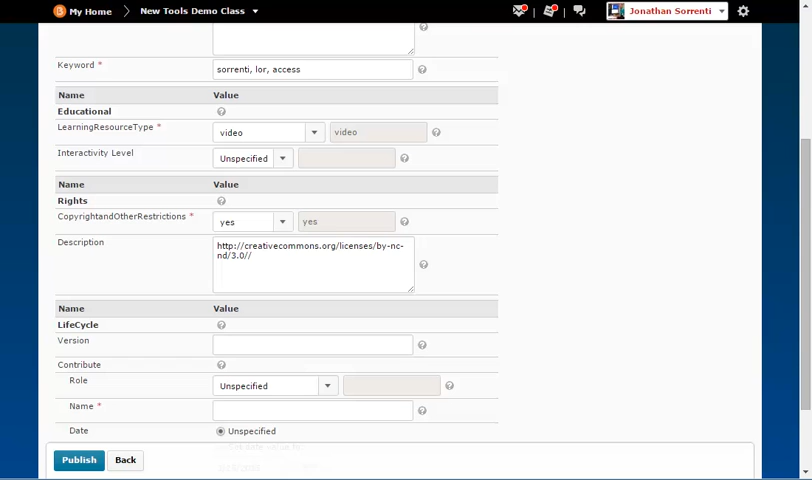 My Home New Tools Demo Class Jonathan Sorrenti
Keyword * sorrenti, lor, access
Name Value
Educational
LearningResourceType * video video
Interactivity Level Unspecified
Name Value
Rights
CopyrightandOtherRestrictions * yes yes
Description http://creativecommons.org/licenses/by-nc-
nd/3.0//
Name Value
LifeCycle
Version
Contribute
Role Unspecified
Name *
Date Unspecified
Publish Back